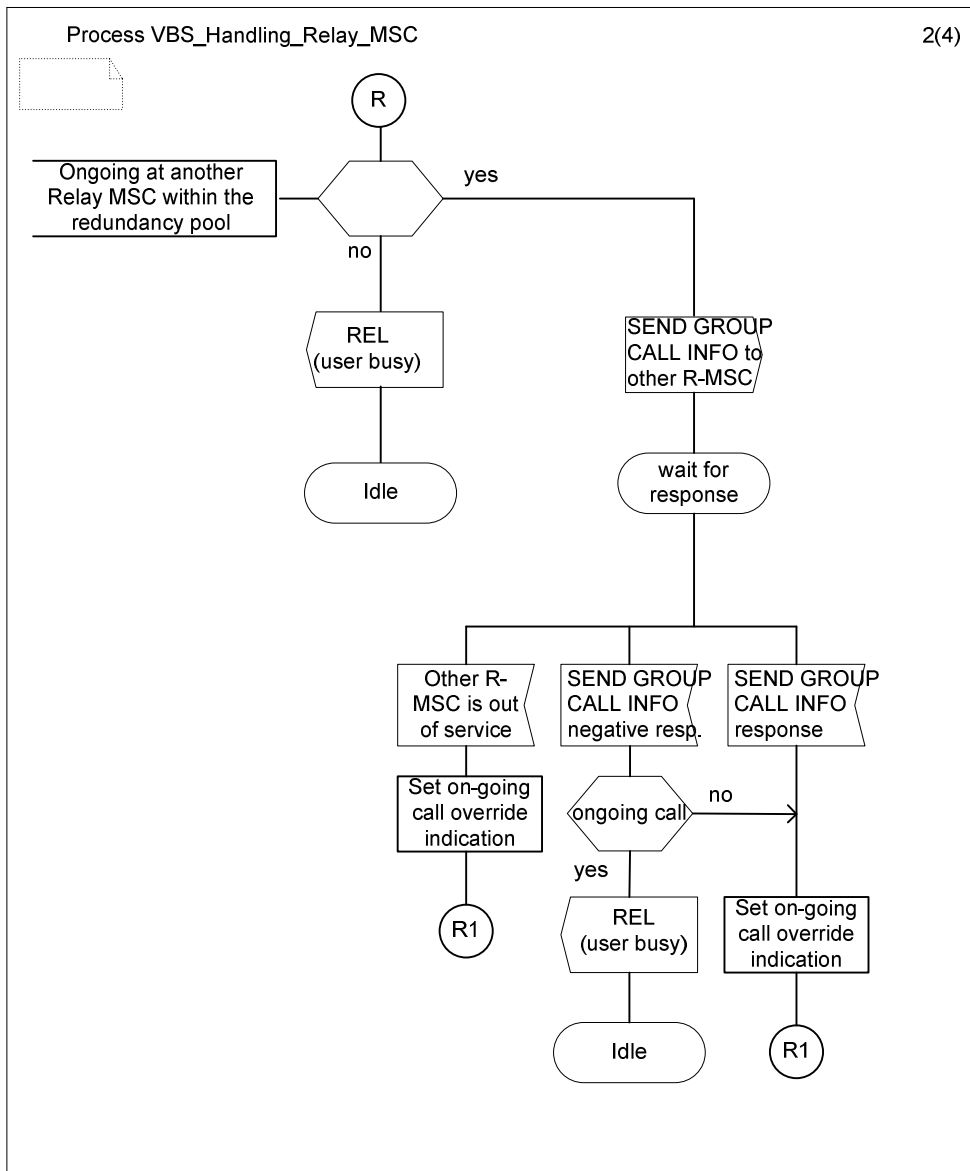 Process VBS_Handling_Relay_MSC
2(4)
R
Ongoing at another
Relay MSC within the
redundancy pool
yes
no
REL
(user busy)
Idle
SEND GROUP
CALL INFO to
other R-MSC
wait for
response
Other R-
MSC is out
of service
Set on-going
call override
indication
R1
SEND GROUP
CALL INFO
negative resp.
ongoing call
no
yes
REL
(user busy)
Idle
SEND GROUP
CALL INFO
response
Set on-going
call override
indication
R1